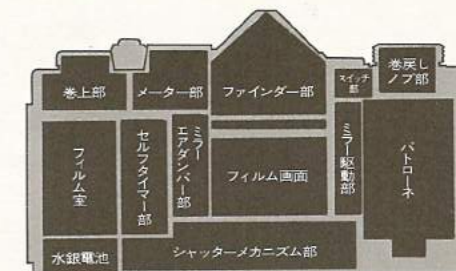 巻上部
メーター部
ファインダー部
スイッチ
部
巻戻し
ノブ部
フィルム室
セルフタイマー部
ミラー
エアダンパー部
フィルム画面
ミラー駆動部
パトローネ
水銀電池
シャッターメカニズム部